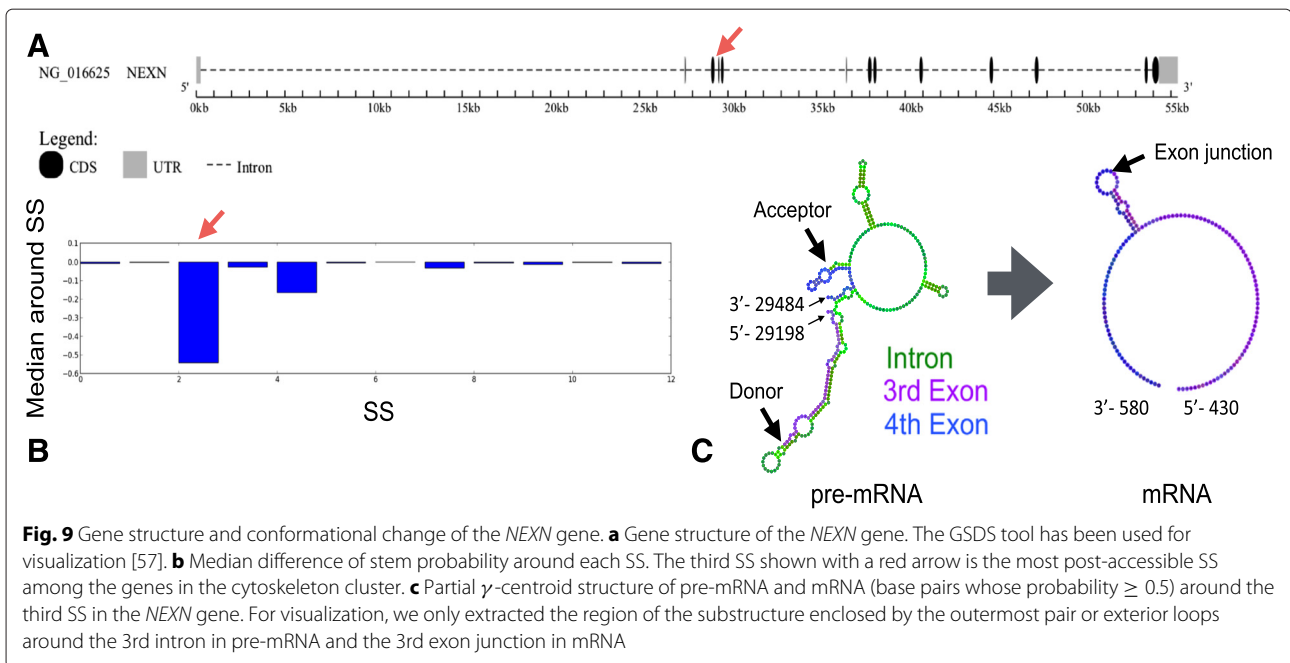 A
NG_016625 NEXN
5'
3'
0kb 5kb 10kb 15kb 20kb 25kb 30kb 35kb 40kb 45kb 50kb 55kb
Legend:
CDS UTR Intron
Median around SS
0.1
0.0
−0.1
−0.2
−0.3
−0.4
−0.5
−0.6
0 2 4 6 8 10 12
SS
B
Acceptor
3’- 29484
5’- 29198
Donor
Intron
3rd Exon
4th Exon
pre-mRNA
C
Exon junction
3’- 580 5’- 430
mRNA
Fig. 9 Gene structure and conformational change of the NEXN gene. a Gene structure of the NEXN gene. The GSDS tool has been used for
visualization [57]. b Median difference of stem probability around each SS. The third SS shown with a red arrow is the most post-accessible SS
among the genes in the cytoskeleton cluster. c Partial γ-centroid structure of pre-mRNA and mRNA (base pairs whose probability ≥ 0.5) around the
third SS in the NEXN gene. For visualization, we only extracted the region of the substructure enclosed by the outermost pair or exterior loops
around the 3rd intron in pre-mRNA and the 3rd exon junction in mRNA